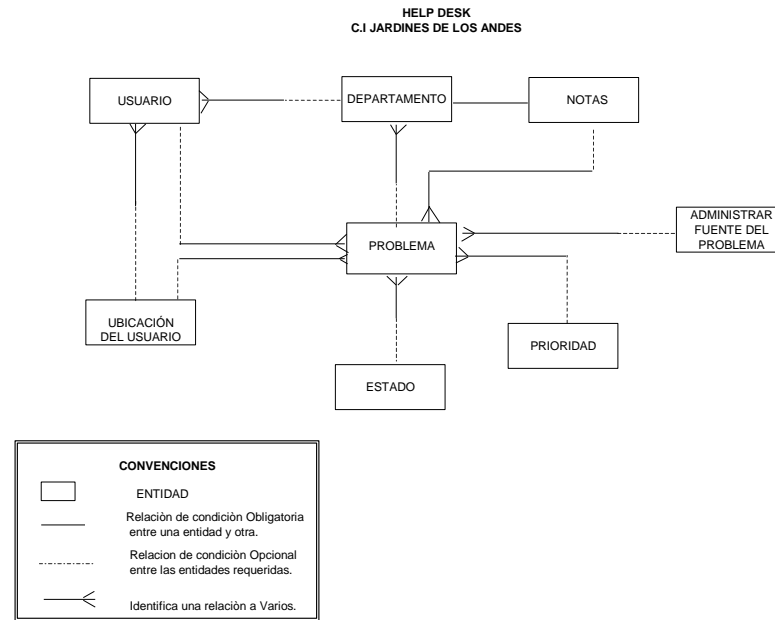 HELP DESK
C.I JARDINES DE LOS ANDES
USUARIO
DEPARTAMENTO
NOTAS
ADMINISTRAR
FUENTE DEL
PROBLEMA
PROBLEMA
UBICACIÓN
DEL USUARIO
PRIORIDAD
ESTADO
CONVENCIONES
ENTIDAD
Relaciòn de condiciòn Obligatoria
entre una entidad y otra.
Relacion de condiciòn Opcional
entre las entidades requeridas.
Identifica una relaciòn a Varios.